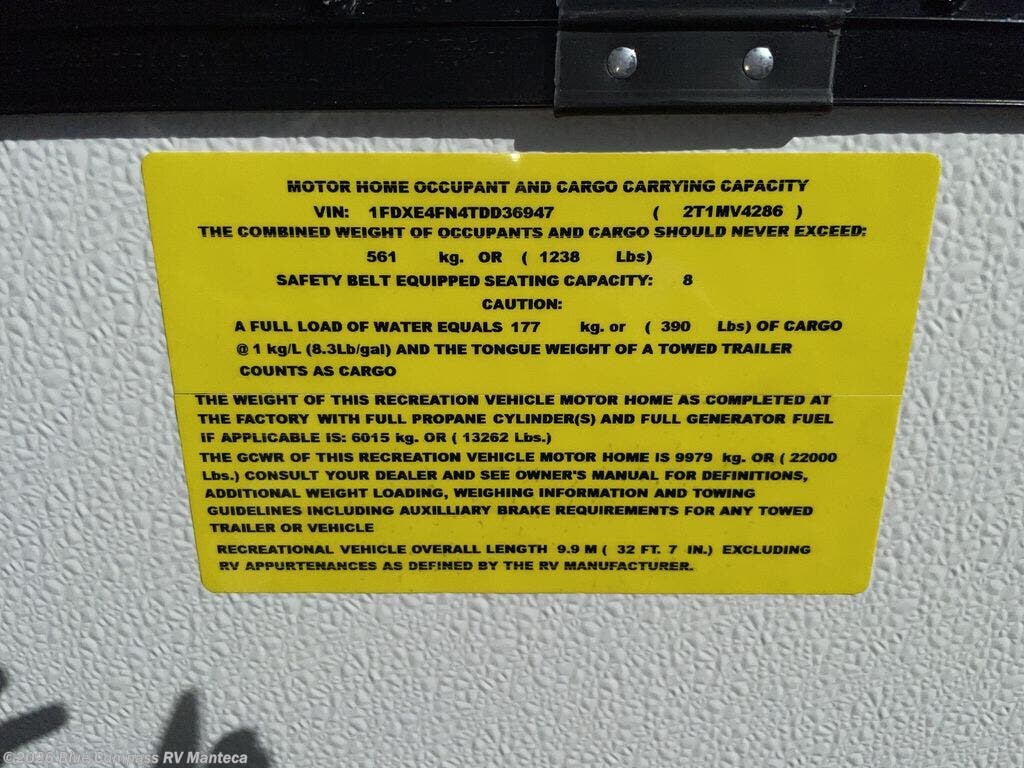 MOTOR HOME OCCUPANT AND CARGO CARRYING CAPACITY
VIN: 1FDXE4FN4TDD36947 ( 2T1MV4286 )
THE COMBINED WEIGHT OF OCCUPANTS AND CARGO SHOULD NEVER EXCEED:
561 kg. OR ( 1238 Lbs)
SAFETY BELT EQUIPPED SEATING CAPACITY: 8
CAUTION:
A FULL LOAD OF WATER EQUALS 177 kg. or ( 390 Lbs) OF CARGO
@ 1 kg/L (8.3Lb/gal) AND THE TONGUE WEIGHT OF A TOWED TRAILER
COUNTS AS CARGO
THE WEIGHT OF THIS RECREATION VEHICLE MOTOR HOME AS COMPLETED AT
THE FACTORY WITH FULL PROPANE CYLINDER(S) AND FULL GENERATOR FUEL
IF APPLICABLE IS: 6015 kg. OR ( 13262 Lbs.)
THE GCWR OF THIS RECREATION VEHICLE MOTOR HOME IS 9979 kg. OR ( 22000
Lbs.) CONSULT YOUR DEALER AND SEE OWNER'S MANUAL FOR DEFINITIONS,
ADDITIONAL WEIGHT LOADING, WEIGHING INFORMATION AND TOWING
GUIDELINES INCLUDING AUXILLIARY BRAKE REQUIREMENTS FOR ANY TOWED
TRAILER OR VEHICLE
RECREATIONAL VEHICLE OVERALL LENGTH 9.9 M ( 32 FT. 7 IN.) EXCLUDING
RV APPURTENANCES AS DEFINED BY THE RV MANUFACTURER.
©2026 Blue Compass RV Manteca